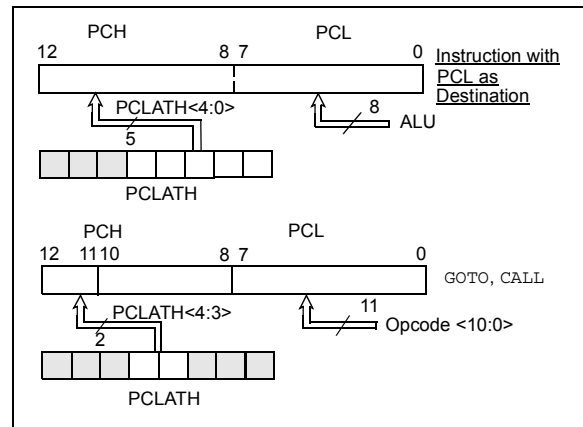 PCH PCL
12 8 7 0
Instruction with
PCL as
Destination
PCLATH<4:0>
5
8
ALU
PCLATH
PCH PCL
12 11 10 8 7 0
GOTO, CALL
PCLATH<4:3>
2
11
Opcode <10:0>
PCLATH